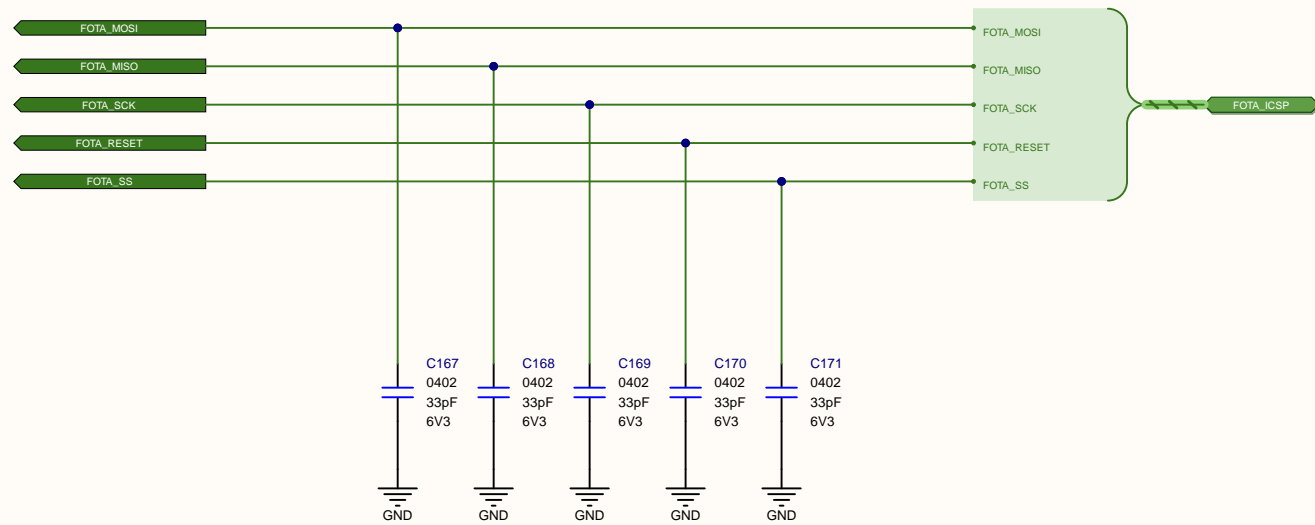 FOTA_MOSI
FOTA_MOSI
FOTA_MISO
FOTA_MISO
FOTA_SCK
FOTA_SCK
FOTA_ICSP
FOTA_RESET
FOTA_RESET
FOTA_SS
FOTA_SS
C167
0402
33pF
6V3
C168
0402
33pF
6V3
C169
0402
33pF
6V3
C170
0402
33pF
6V3
C171
0402
33pF
6V3
GND
GND
GND
GND
GND